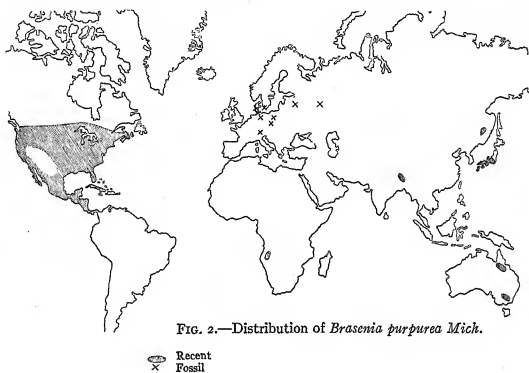 FIG. 2.—Distribution of Brasenia purpurea Mich.
Recent
× Fossil